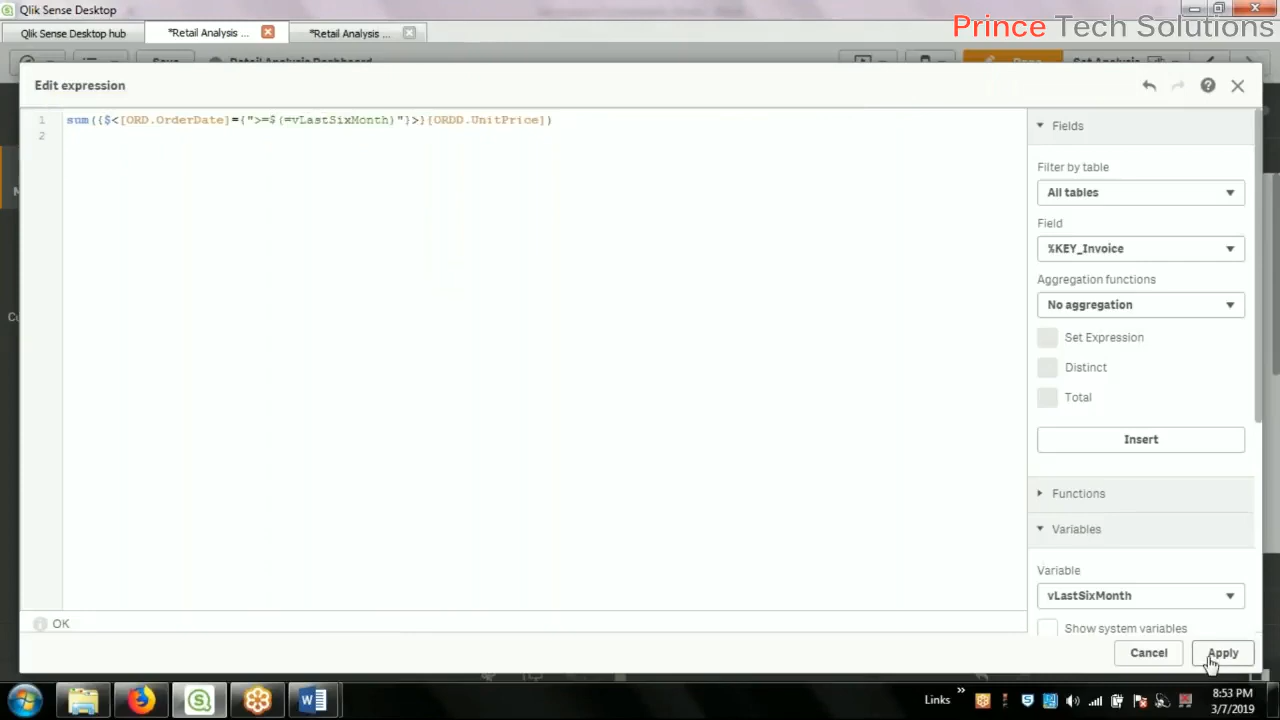 Qlik Sense Desktop
Prince Tech Solutions
Qlik Sense Desktop hub
*Retail Analysis ...
*Retail Analysis ...
Edit expression
1 sum({$<[ORD.OrderDate]={">=$(=vLastSixMonth)"}>}[ORDD.UnitPrice])
2
Fields
Filter by table
All tables
Field
%KEY_Invoice
Aggregation functions
No aggregation
Set Expression
Distinct
Total
Insert
Functions
Variables
Variable
vLastSixMonth
Show system variables
OK
Cancel
Apply
Links
8:53 PM
3/7/2019